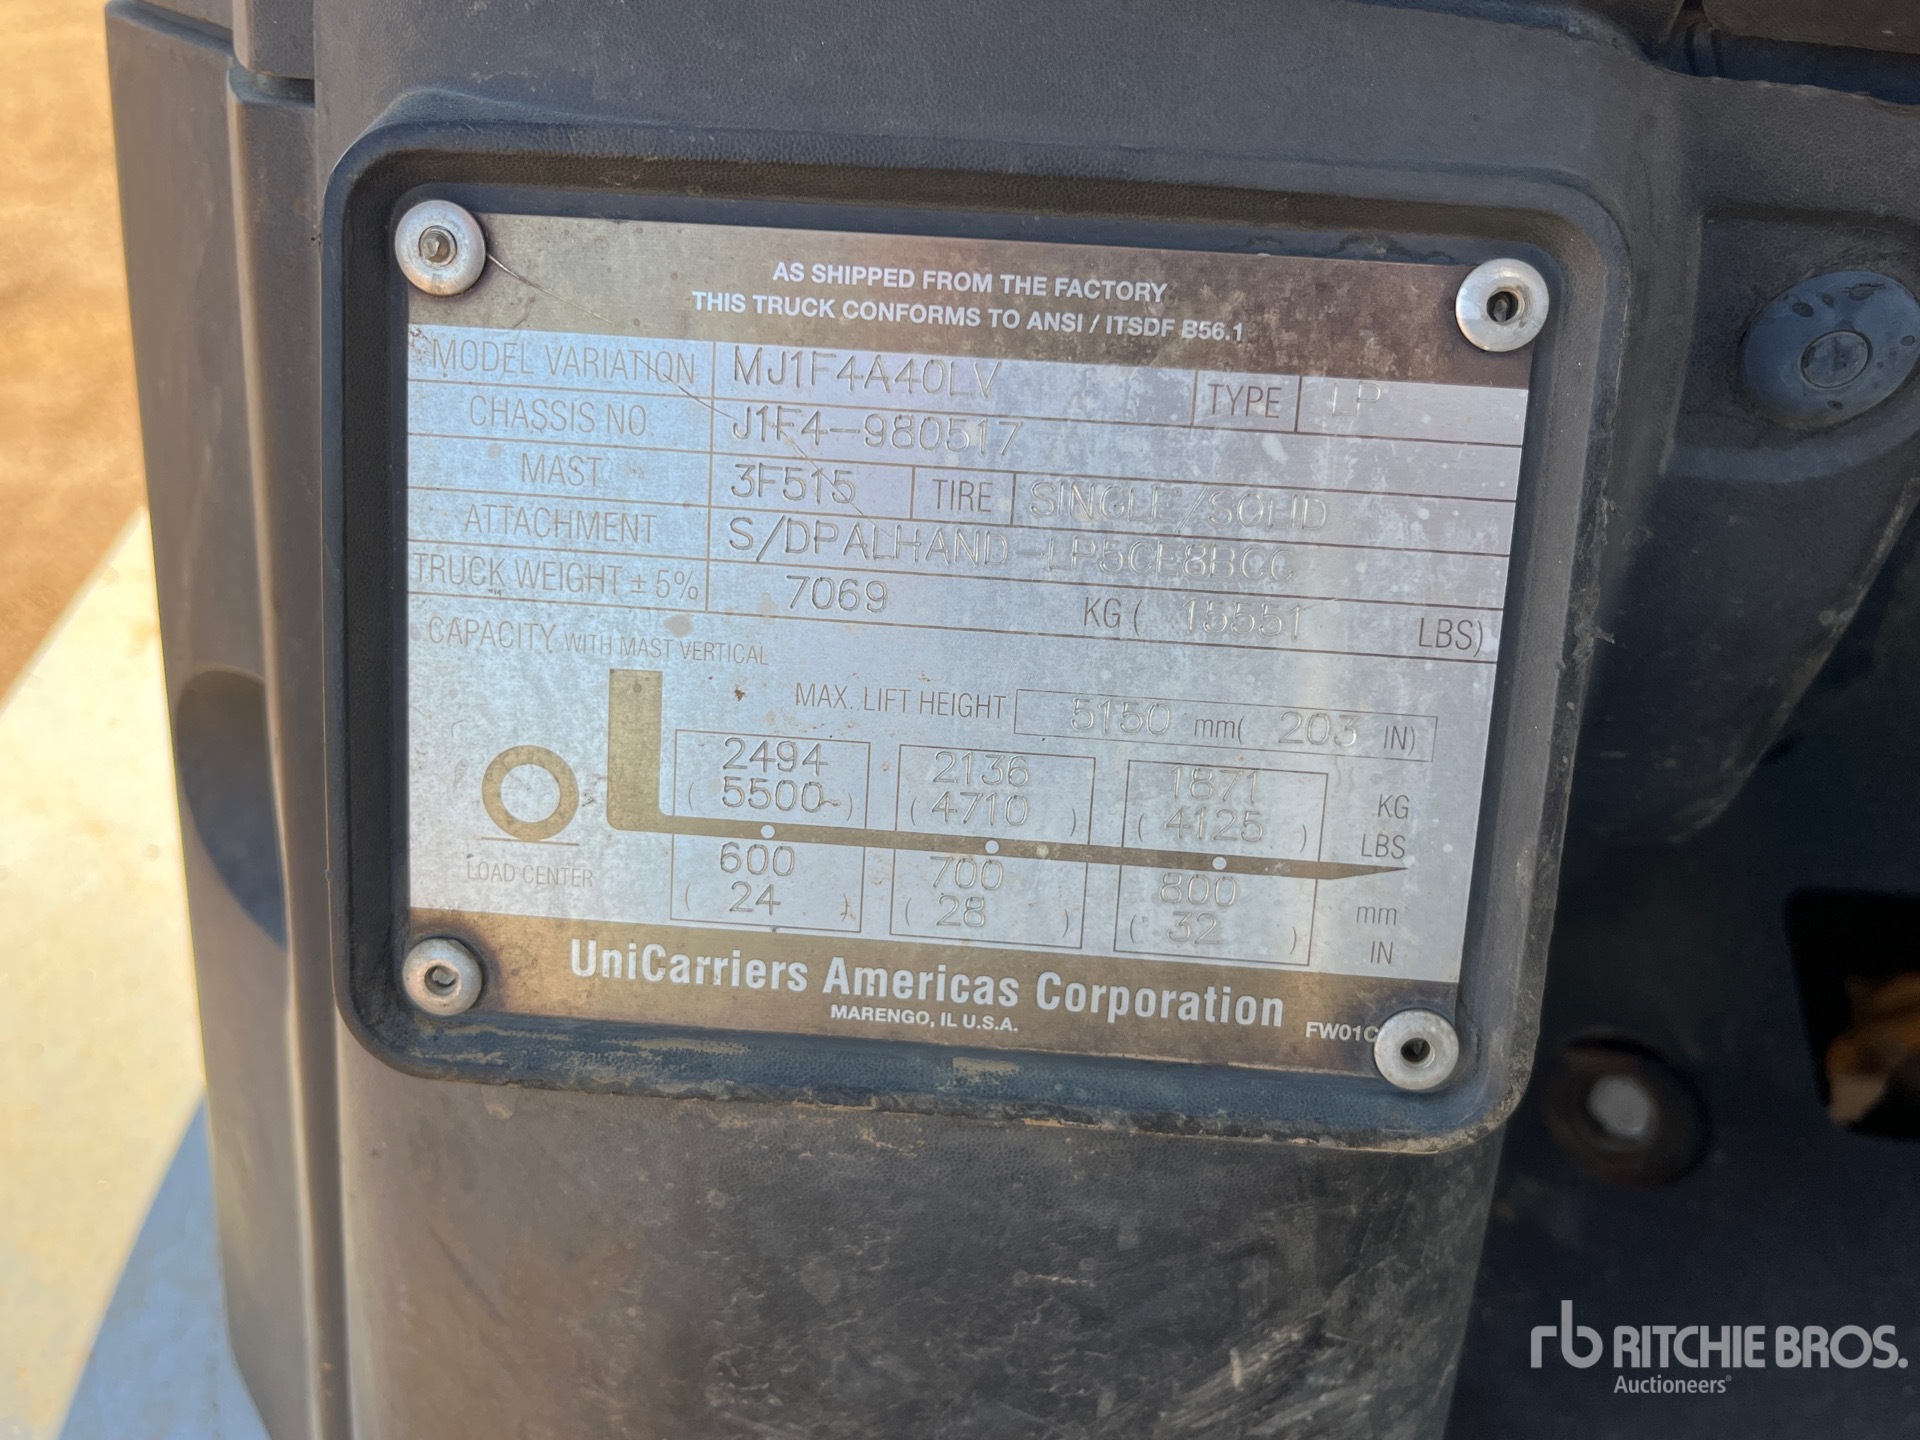 AS SHIPPED FROM THE FACTORY
THIS TRUCK CONFORMS TO ANSI / ITSDF B56.1
MODEL VARIATION MJ1F4A40LV TYPE LP
CHASSIS NO. J1F4-980517
MAST 3F515 TIRE SINGLE/SOLID
ATTACHMENT
TRUCK WEIGHT ± 5% 7069 KG ( 15551 LBS)
CAPACITY WITH MAST VERTICAL
MAX. LIFT HEIGHT 5150 mm( 203 IN)
2494 2136 1871 KG
( 5500 ) ( 4710 ) ( 4125 ) LBS
LOAD CENTER 600 700 800 mm
( 24 ) ( 28 ) ( 32 ) IN
UniCarriers Americas Corporation
MARENGO, IL U.S.A. FW01C
rb RITCHIE BROS.
Auctioneers